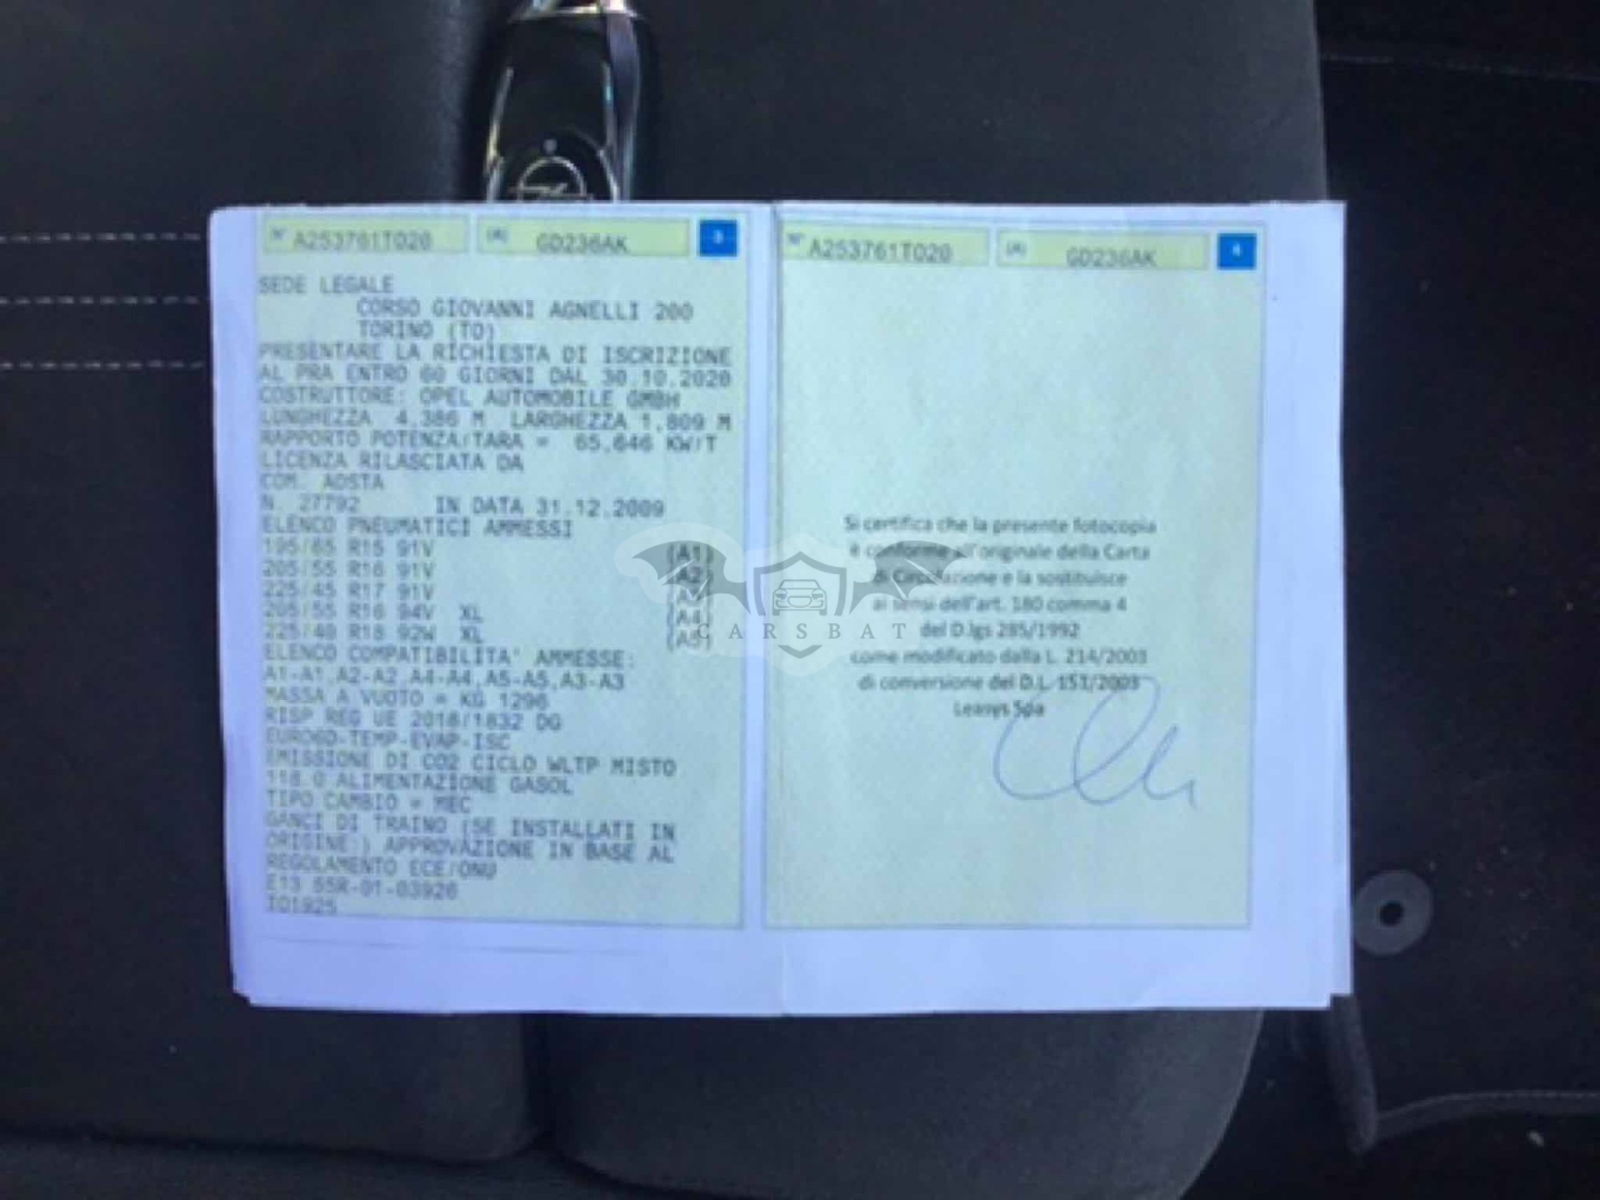 N° A253761T020 (A) GD236AK 3
SEDE LEGALE
CORSO GIOVANNI AGNELLI 200
TORINO (TO)
PRESENTARE LA RICHIESTA DI ISCRIZIONE
AL PRA ENTRO 60 GIORNI DAL 30.10.2020
COSTRUTTORE: OPEL AUTOMOBILE GMBH
LUNGHEZZA 4,386 M LARGHEZZA 1,809 M
RAPPORTO POTENZA/TARA = 65,646 KW/T
LICENZA RILASCIATA DA
COM. AOSTA
N. 27792 IN DATA 31.12.2009
ELENCO PNEUMATICI AMMESSI
195/65 R15 91V (A1)
205/55 R16 91V (A2)
225/45 R17 91V
205/55 R16 94V XL (A4)
225/40 R18 92W XL (A5)
ELENCO COMPATIBILITA' AMMESSE:
A1-A1,A2-A2,A4-A4,A5-A5,A3-A3
MASSA A VUOTO = KG 1296
RISP REG UE 2018/1832 DG
EURO6D-TEMP-EVAP-ISC
EMISSIONE DI CO2 CICLO WLTP MISTO
118.0 ALIMENTAZIONE GASOL
TIPO CAMBIO = MEC
GANCI DI TRAINO (SE INSTALLATI IN
ORIGINE:) APPROVAZIONE IN BASE AL
REGOLAMENTO ECE/ONU
E13 55R-01-03926
IO1925
N° A253761T020 (A) GD236AK 4
Si certifica che la presente fotocopia
è conforme all'originale della Carta
di Circolazione e la sostituisce
ai sensi dell'art. 180 comma 4
del D.lgs 285/1992
come modificato dalla L. 214/2003
di conversione del D.L. 151/2003
Leasys Spa
CARSBAT